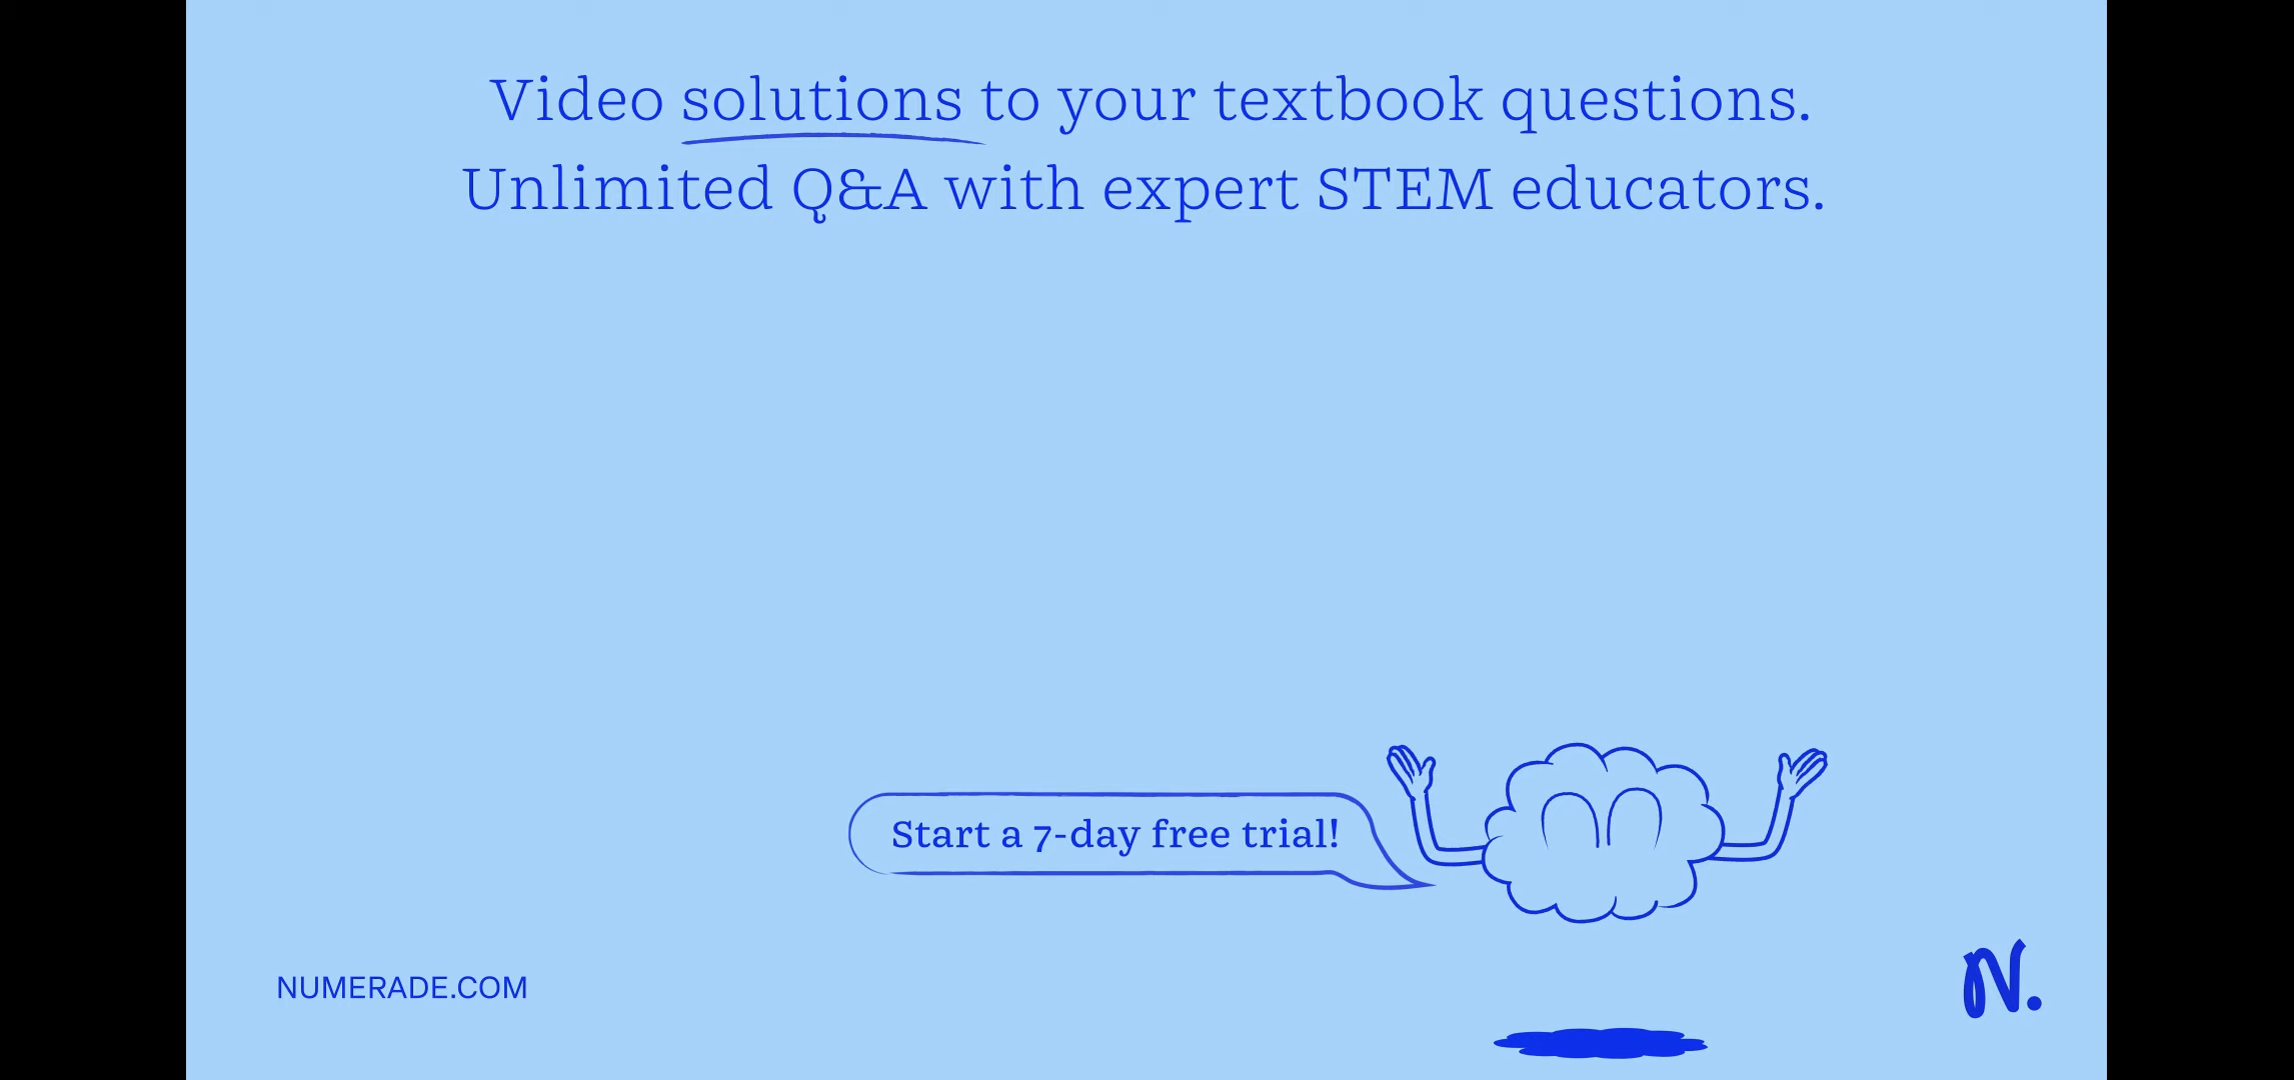 Video solutions to your textbook questions.
Unlimited Q&A with expert STEM educators.
Start a 7-day free trial!
NUMERADE.COM
N.